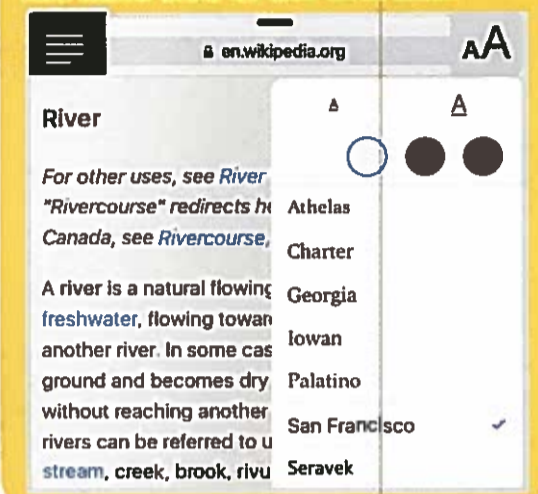 en.wikipedia.org
AA
River
A A
For other uses, see River
"Rivercourse" redirects he
Canada, see Rivercourse,
A river is a natural flowing
freshwater, flowing towar
another river. In some cas
ground and becomes dry
without reaching another
rivers can be referred to u
stream, creek, brook, rivu
Athelas
Charter
Georgia
Iowan
Palatino
San Francisco
Seravek